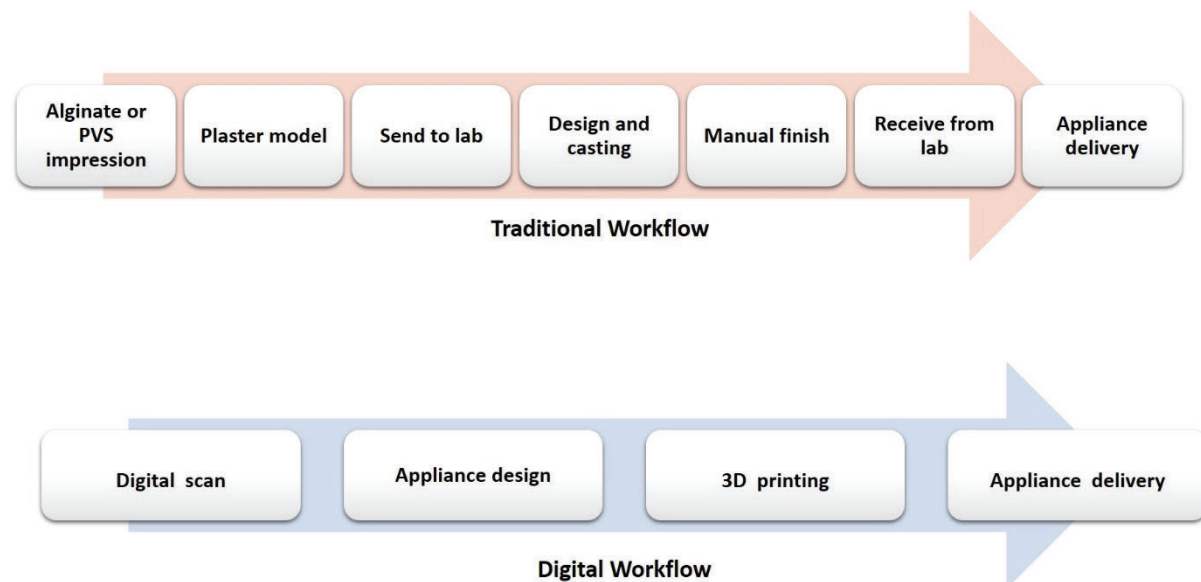 Alginate or
PVS
impression
Plaster model
Send to lab
Design and
casting
Manual finish
Receive from
lab
Appliance
delivery
Traditional Workflow
Digital scan
Appliance design
3D printing
Appliance delivery
Digital Workflow